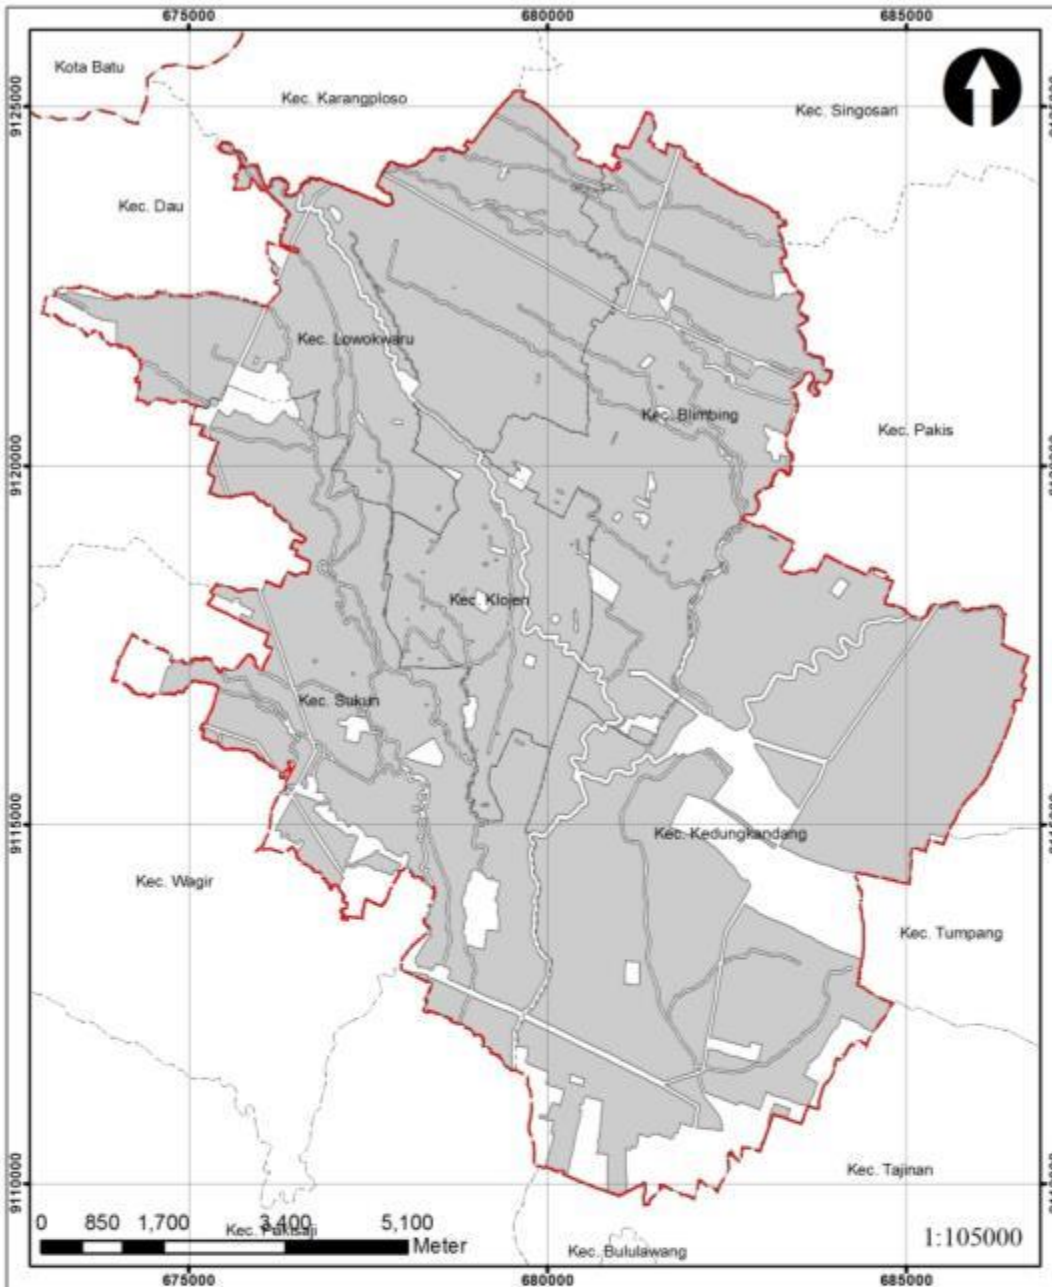 675000 680000 685000
Kota Batu
9125000
Kec. Karangploso
Kec. Singosari
Kec. Dau
Kec. Lowokwaru
Kec. Blimbing
Kec. Pakis
9120000
Kec. Klojen
Kec. Sukun
9115000
Kec. Kedungkandang
Kec. Wagir
Kec. Tumpang
Kec. Tajinan
9110000
0 850 1,700 3,400 5,100
Kec. Pakisaji
Meter
1:105000
Kec. Bululawang
675000 680000 685000